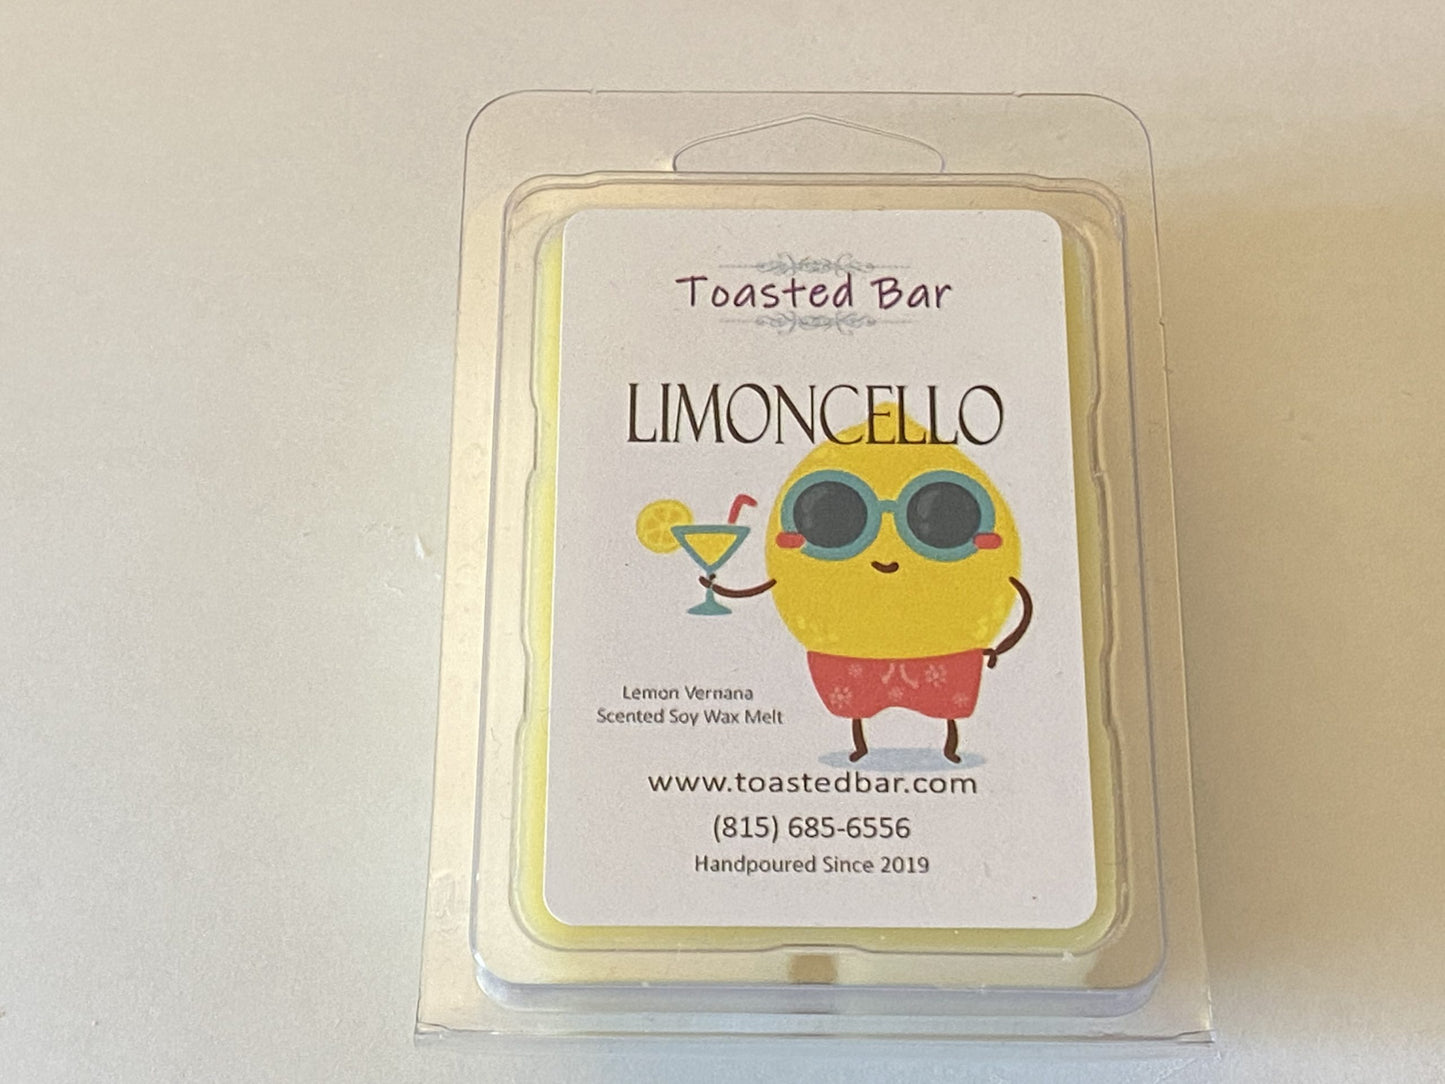 Toasted Bar
LIMONCELLO
Lemon Vernana
Scented Soy Wax Melt
www.toastedbar.com
(815) 685-6556
Handpoured Since 2019